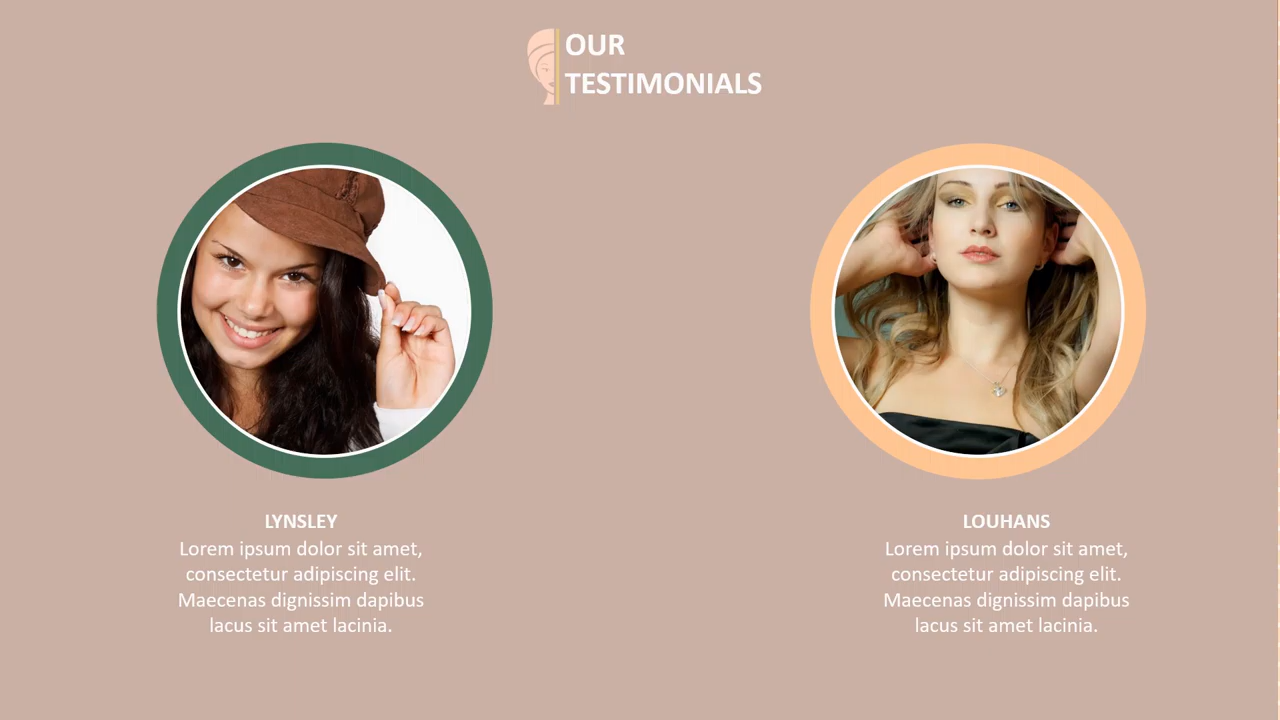 OUR
TESTIMONIALS
LYNSLEY
Lorem ipsum dolor sit amet,
consectetur adipiscing elit.
Maecenas dignissim dapibus
lacus sit amet lacinia.
LOUHANS
Lorem ipsum dolor sit amet,
consectetur adipiscing elit.
Maecenas dignissim dapibus
lacus sit amet lacinia.